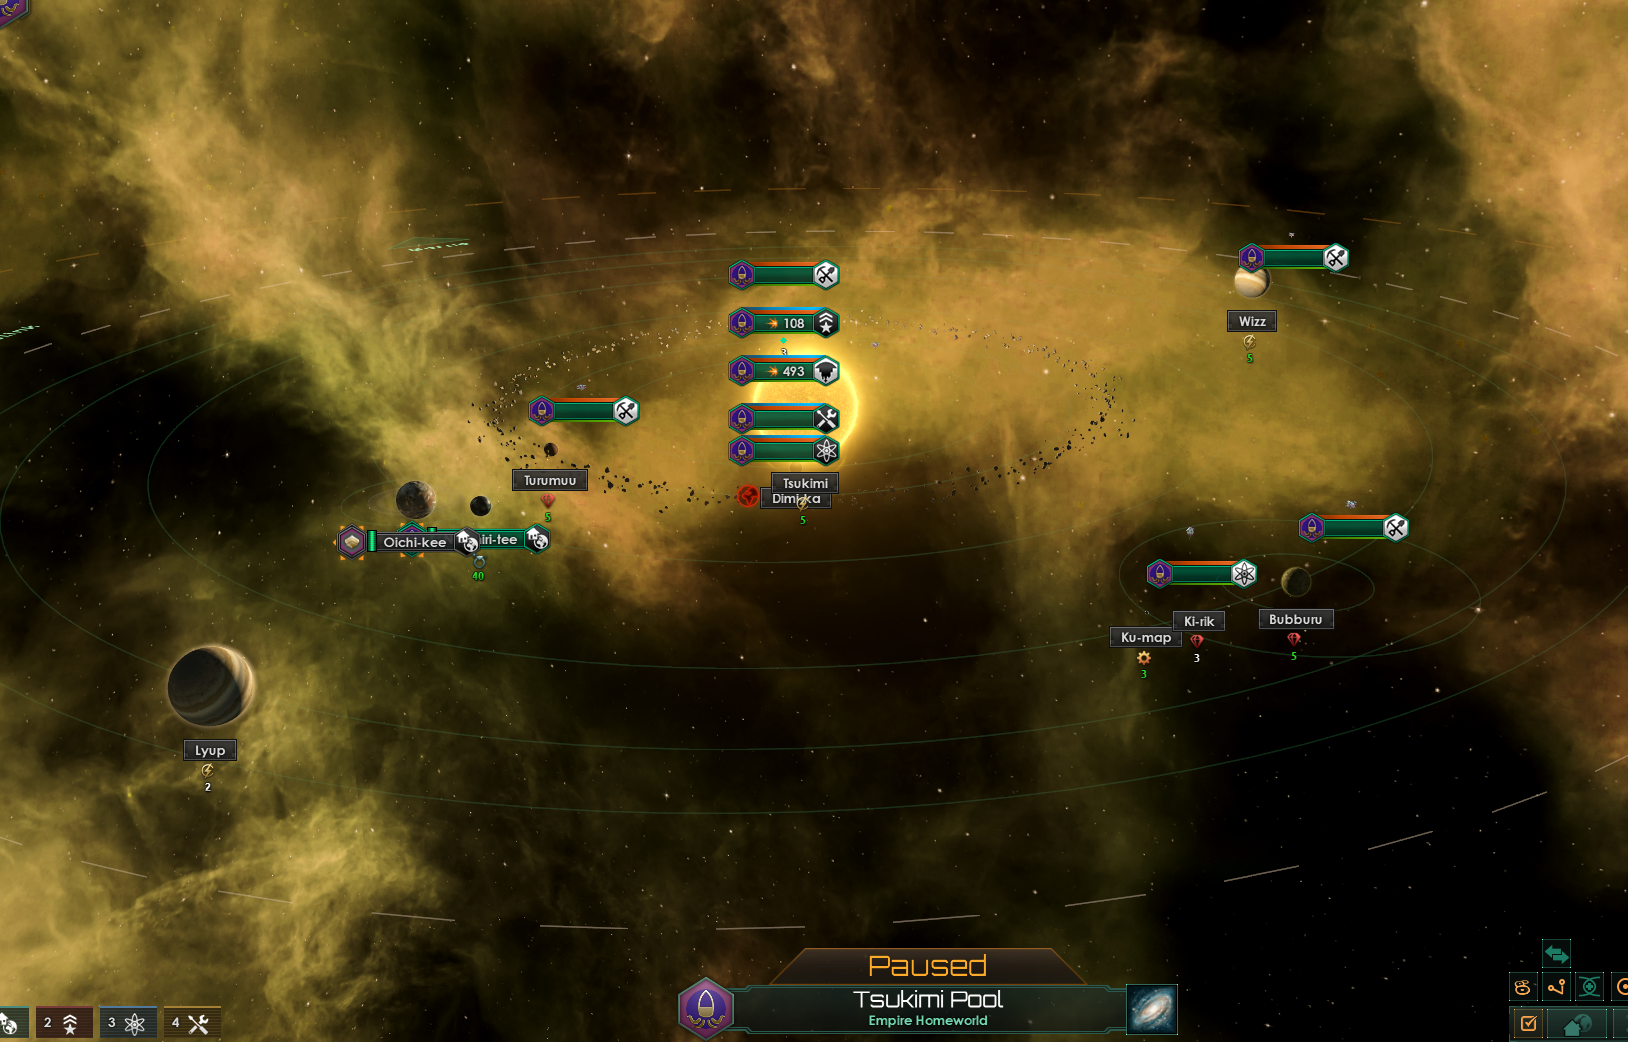 108
3
493
Wizz
5
Turumuu
5
Tsukimi
Dimi ka
5
Oichi-kee
iri-tee
40
Ki-rik
3
Ku-map
3
Bubburu
5
Lyup
2
Paused
Tsukimi Pool
Empire Homeworld
2
3
4